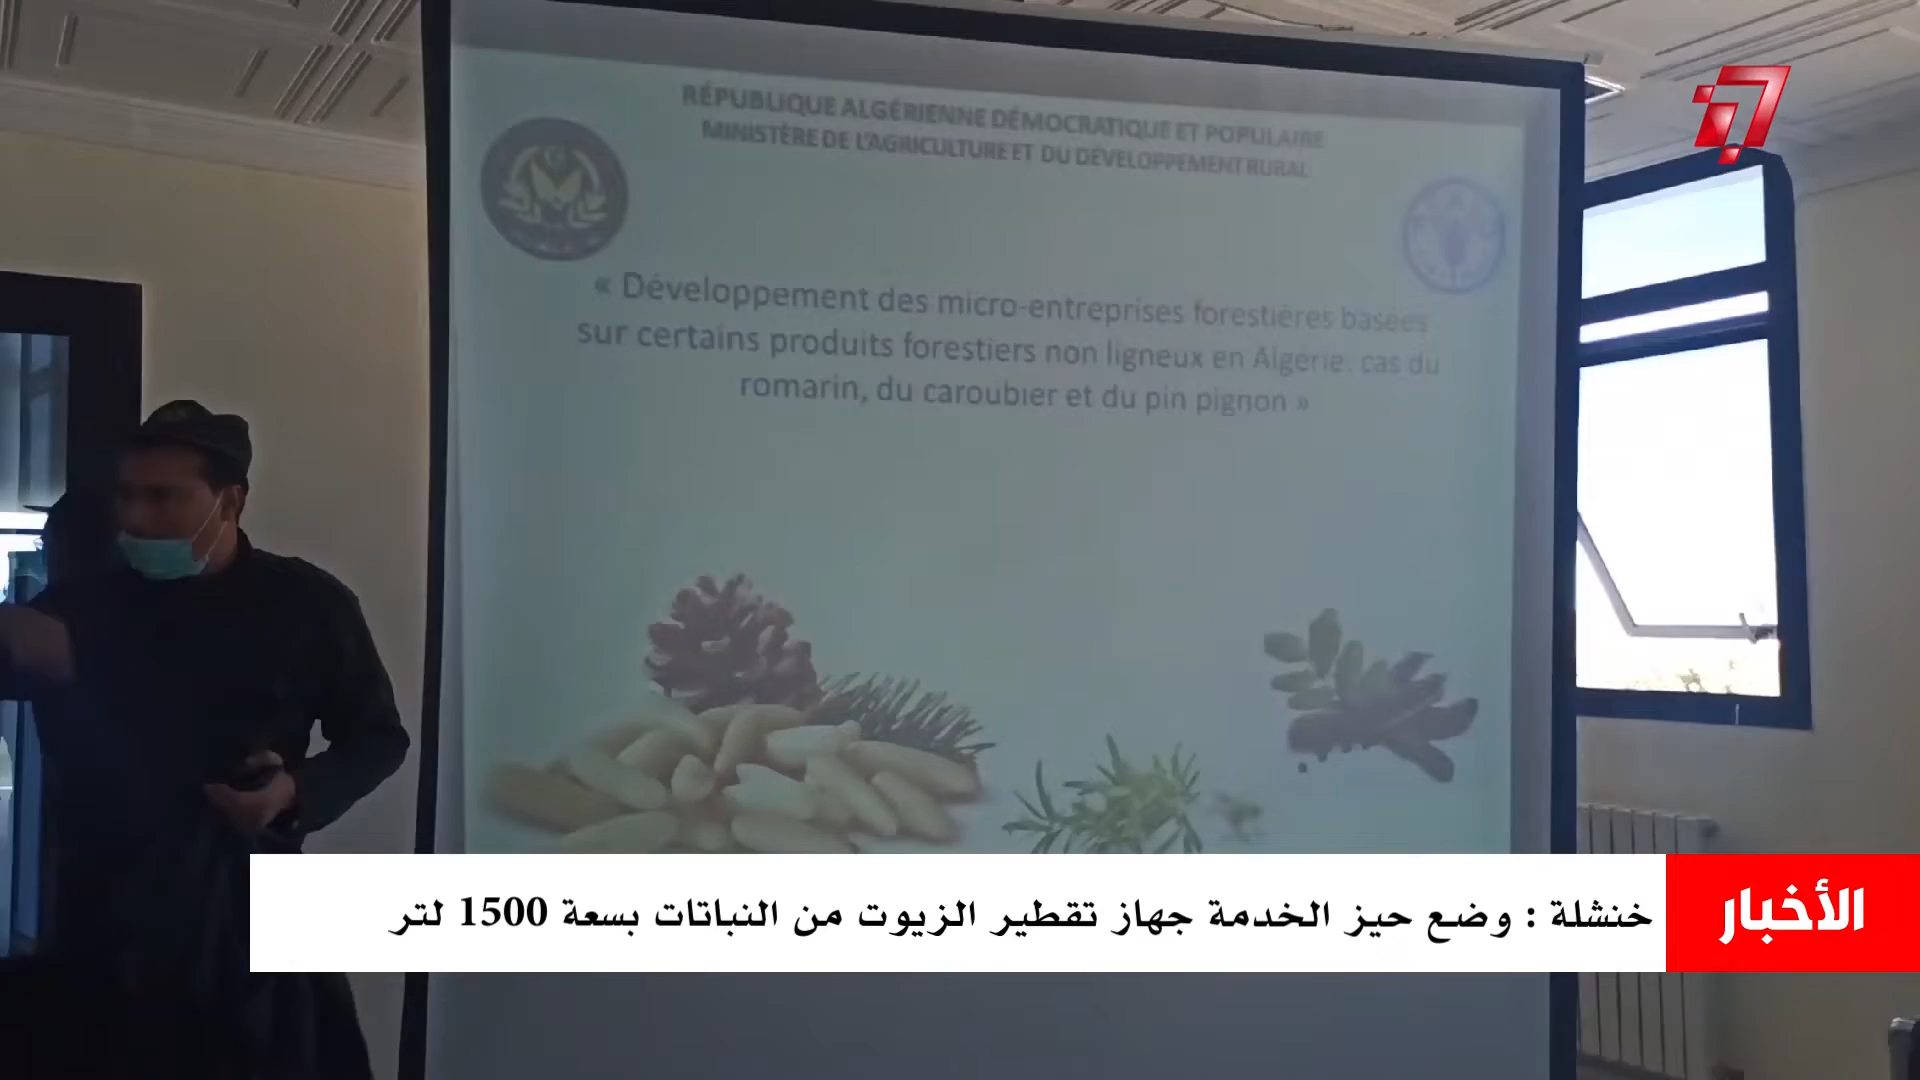 RÉPUBLIQUE ALGÉRIENNE DÉMOCRATIQUE ET POPULAIRE
MINISTÈRE DE L'AGRICULTURE ET DU DÉVELOPPEMENT RURAL
« Développement des micro-entreprises forestières basées
sur certains produits forestiers non ligneux en Algérie, cas du
romarin, du caroubier et du pin pignon »
الأخبار
خنشلة : وضع حيز الخدمة جهاز تقطير الزيوت من النباتات بسعة 1500 لتر